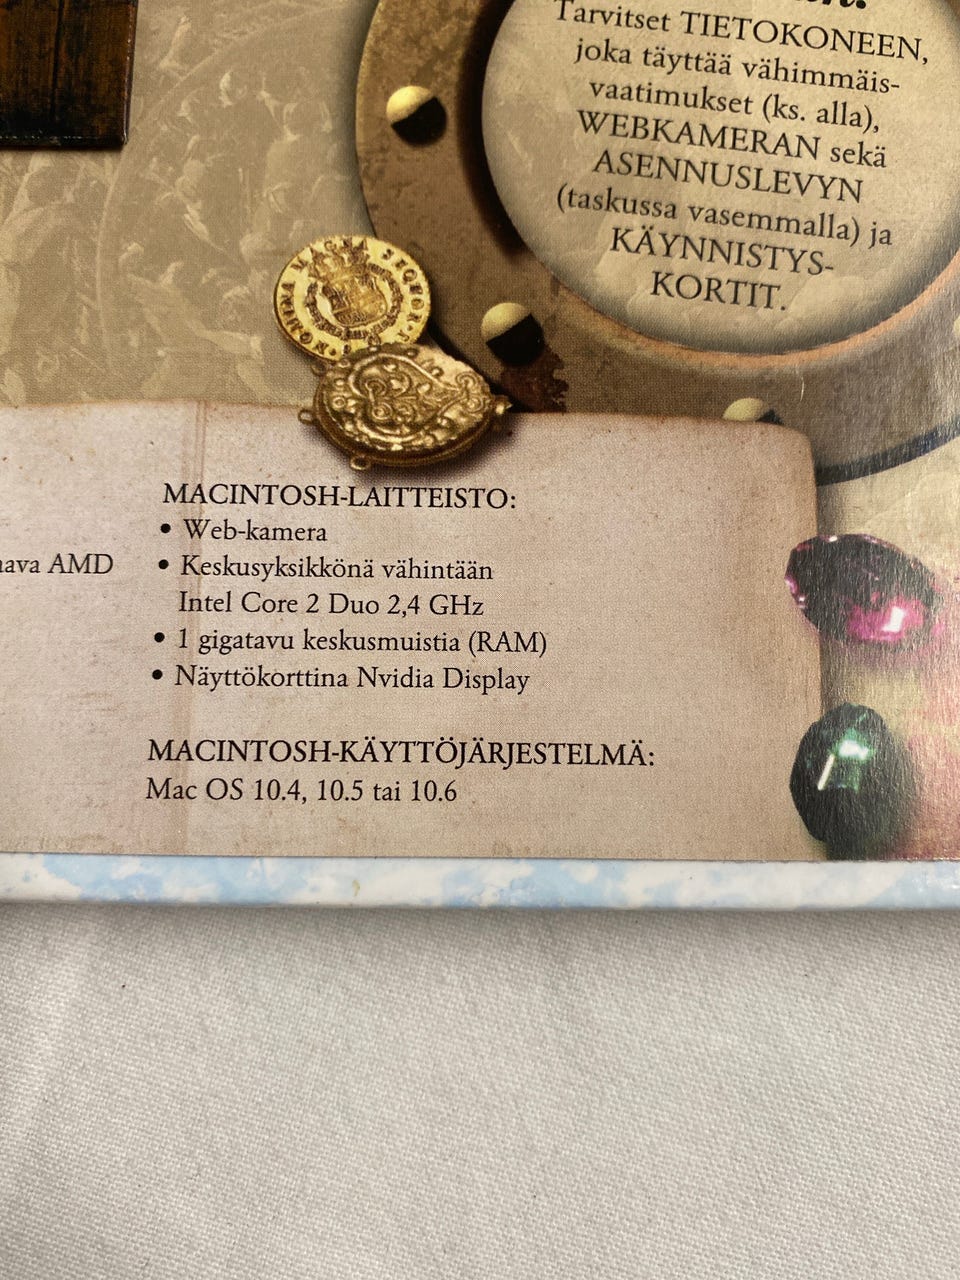 Tarvitset TIETOKONEEN,
joka täyttää vähimmäis-
vaatimukset (ks. alla),
WEBKAMERAN sekä
ASENNUSLEVYN
(taskussa vasemmalla) ja
KÄYNNISTYS-
KORTIT.
MAGNA SEQUOR
AMD
MACINTOSH-LAITTEISTO:
• Web-kamera
• Keskusyksikkönä vähintään
Intel Core 2 Duo 2,4 GHz
• 1 gigatavu keskusmuistia (RAM)
• Näyttökorttina Nvidia Display
MACINTOSH-KÄYTTÖJÄRJESTELMÄ:
Mac OS 10.4, 10.5 tai 10.6